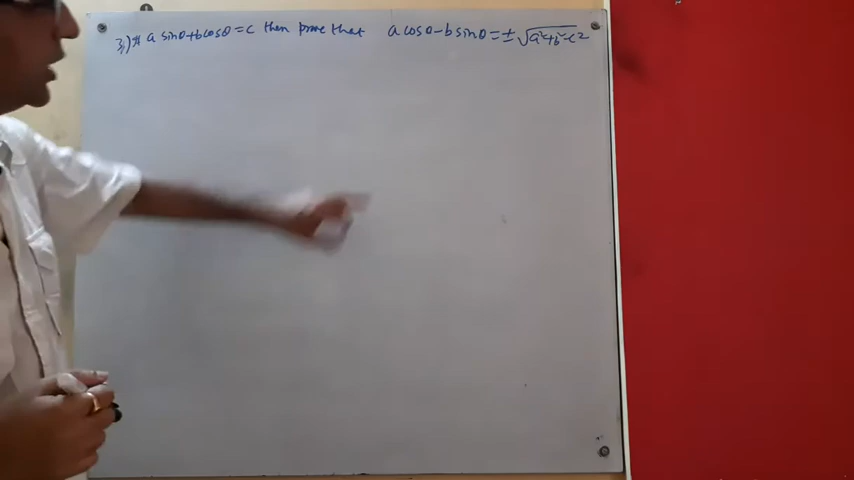 3) If a sinθ+bcosθ=c then prove that a cosθ-b sinθ=±√a²+b²-c²